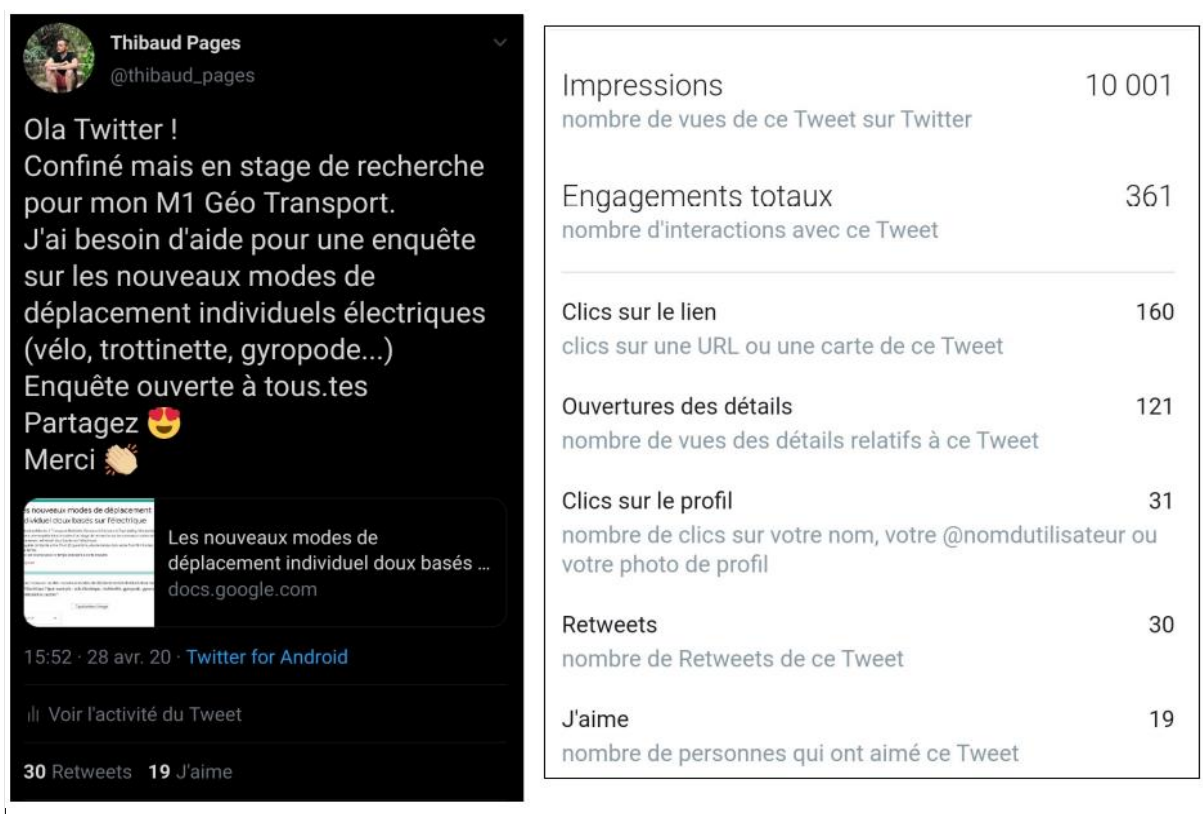 Thibaud Pages
@thibaud_pages
Ola Twitter !
Confiné mais en stage de recherche
pour mon M1 Géo Transport.
J'ai besoin d'aide pour une enquête
sur les nouveaux modes de
déplacement individuels électriques
(vélo, trottinette, gyropode...)
Enquête ouverte à tous.tes
Partagez 😍
Merci 👏🏼
Les nouveaux modes de
déplacement individuel doux basés ...
docs.google.com
15:52 · 28 avr. 20 · Twitter for Android
Voir l'activité du Tweet
30 Retweets 19 J'aime
Impressions 10 001
nombre de vues de ce Tweet sur Twitter
Engagements totaux 361
nombre d'interactions avec ce Tweet
Clics sur le lien 160
clics sur une URL ou une carte de ce Tweet
Ouvertures des détails 121
nombre de vues des détails relatifs à ce Tweet
Clics sur le profil 31
nombre de clics sur votre nom, votre @nomdutilisateur ou
votre photo de profil
Retweets 30
nombre de Retweets de ce Tweet
J'aime 19
nombre de personnes qui ont aimé ce Tweet